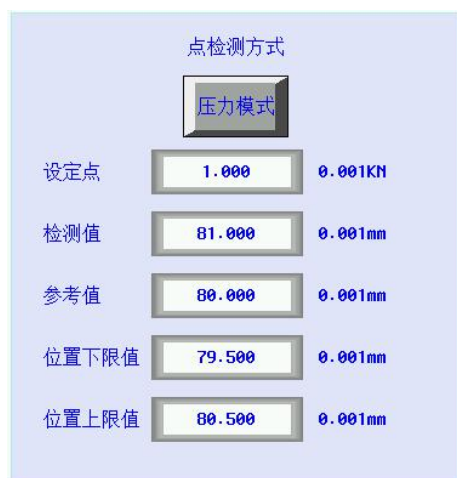 点检测方式
压力模式
设定点 1.000 0.001KN
检测值 81.000 0.001mm
参考值 80.000 0.001mm
位置下限值 79.500 0.001mm
位置上限值 80.500 0.001mm